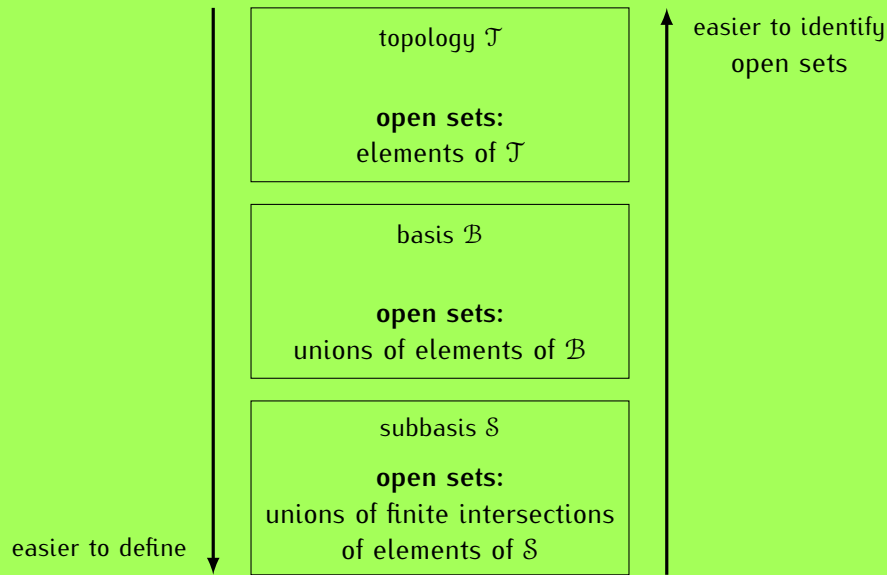 topology 𝒯
easier to identify
open sets
open sets:
elements of 𝒯
basis ℬ
open sets:
unions of elements of ℬ
subbasis 𝒮
open sets:
unions of finite intersections
of elements of 𝒮
easier to define